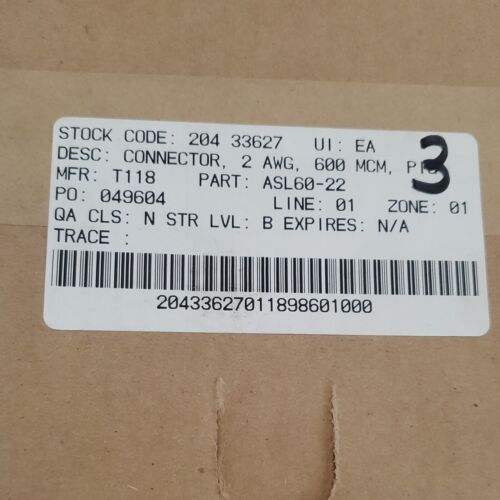 STOCK CODE: 204 33627 UI: EA
DESC: CONNECTOR, 2 AWG, 600 MCM,
3
MFR: T118 PART: ASL60-22
PO: 049604 LINE: 01 ZONE: 01
QA CLS: N STR LVL: B EXPIRES: N/A
TRACE :
20433627011898601000